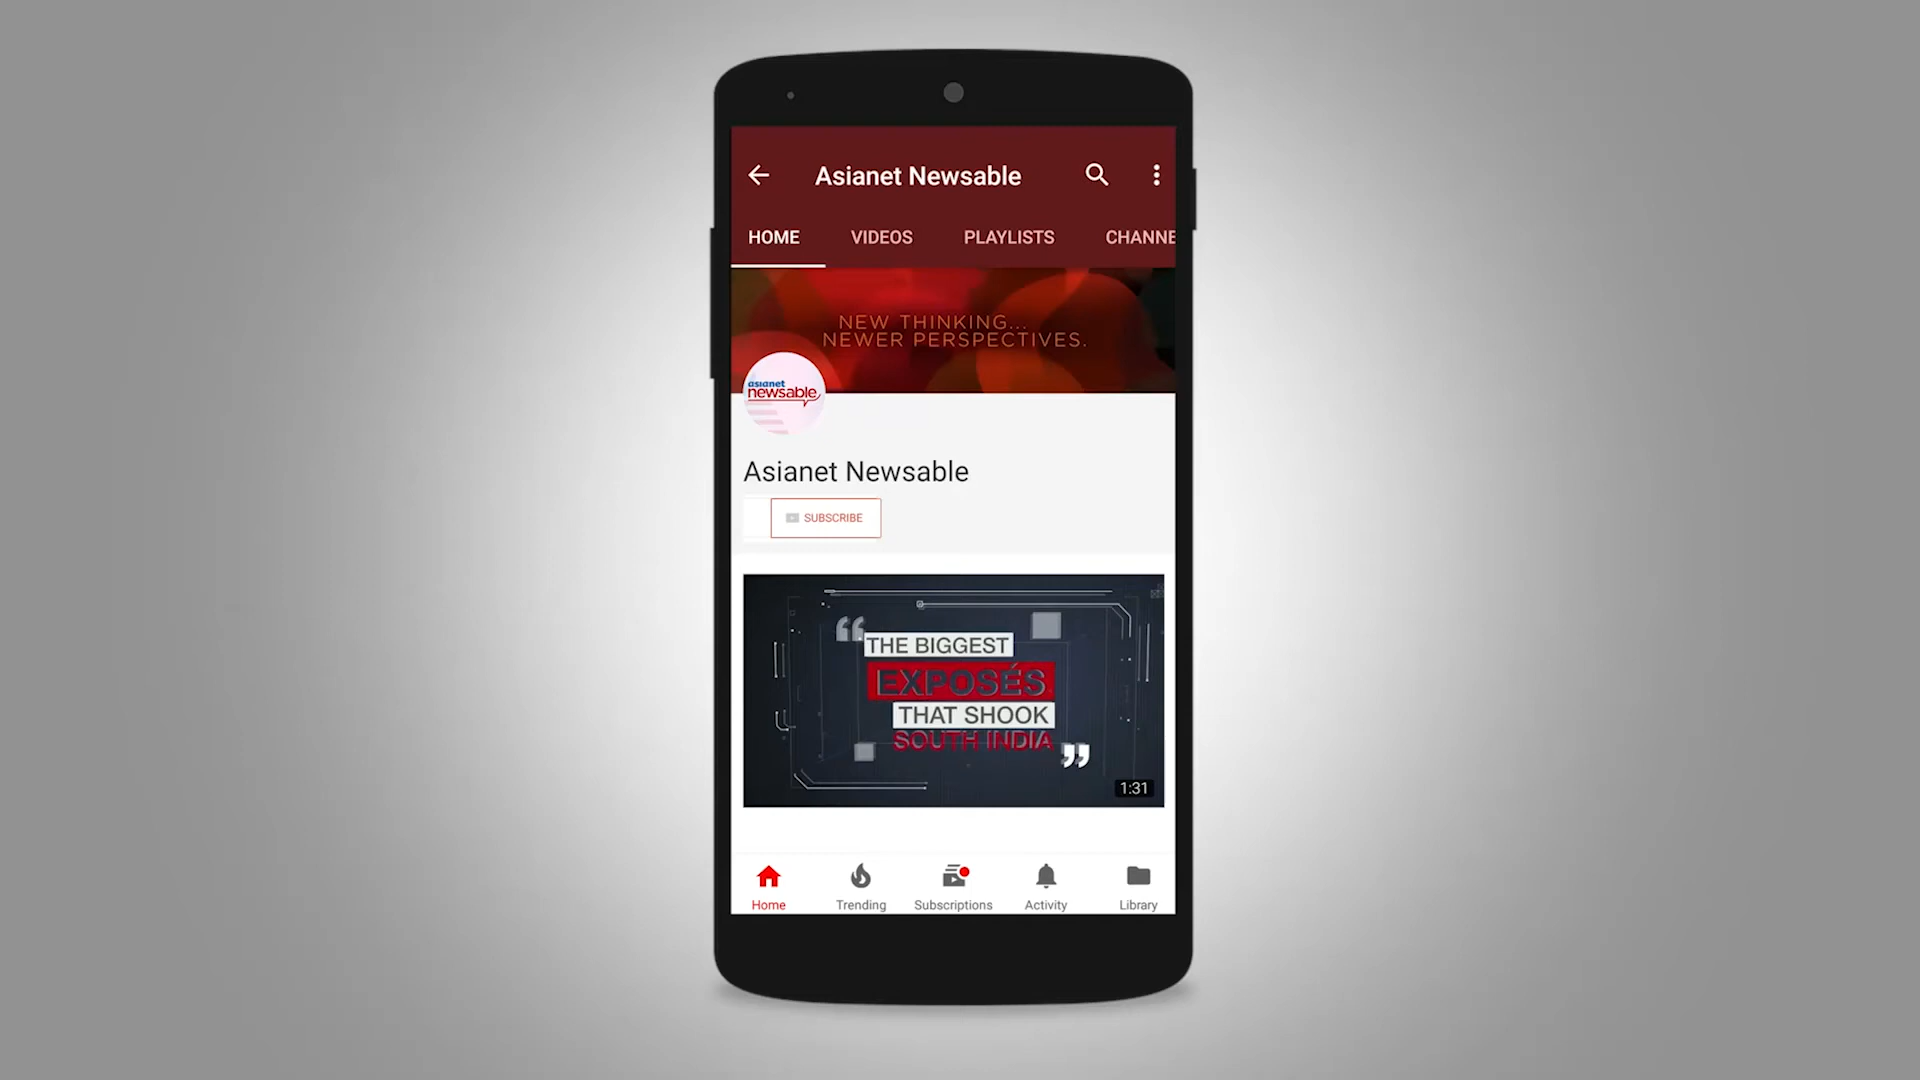 Asianet Newsable
HOME VIDEOS PLAYLISTS CHANNE
NEW THINKING...
NEWER PERSPECTIVES.
asianet
newsable
Asianet Newsable
SUBSCRIBE
“THE BIGGEST
EXPOSÉS
THAT SHOOK
SOUTH INDIA”
1:31
Home Trending Subscriptions Activity Library